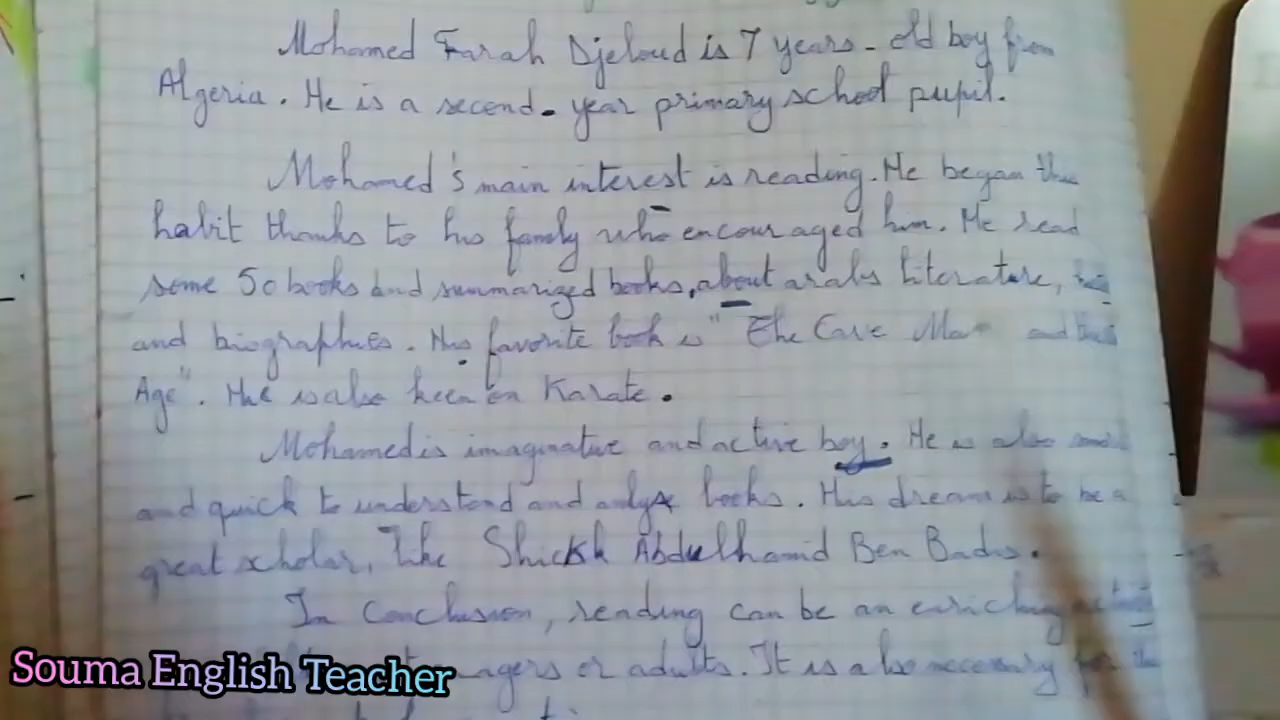 Mohamed Farah Djeloud is 7 years-old boy from
Algeria. He is a second-year primary school pupil.
Mohamed's main interest is reading. He began this
habit thanks to his family who encouraged him. He read
some 50 books and summarized books, about arabs literature,
and biographies. His favorite book is "The Cave Man and
Age". He is also keen on Karate.
Mohamed is imaginative and active boy. He is also
and quick to understand and books. His dream is to be a
great scholar, like Shickh Abdulhamid Ben Badis.
In Conclusion, reading can be an enriching
or adults. It is also necessary for the
Souma English Teacher